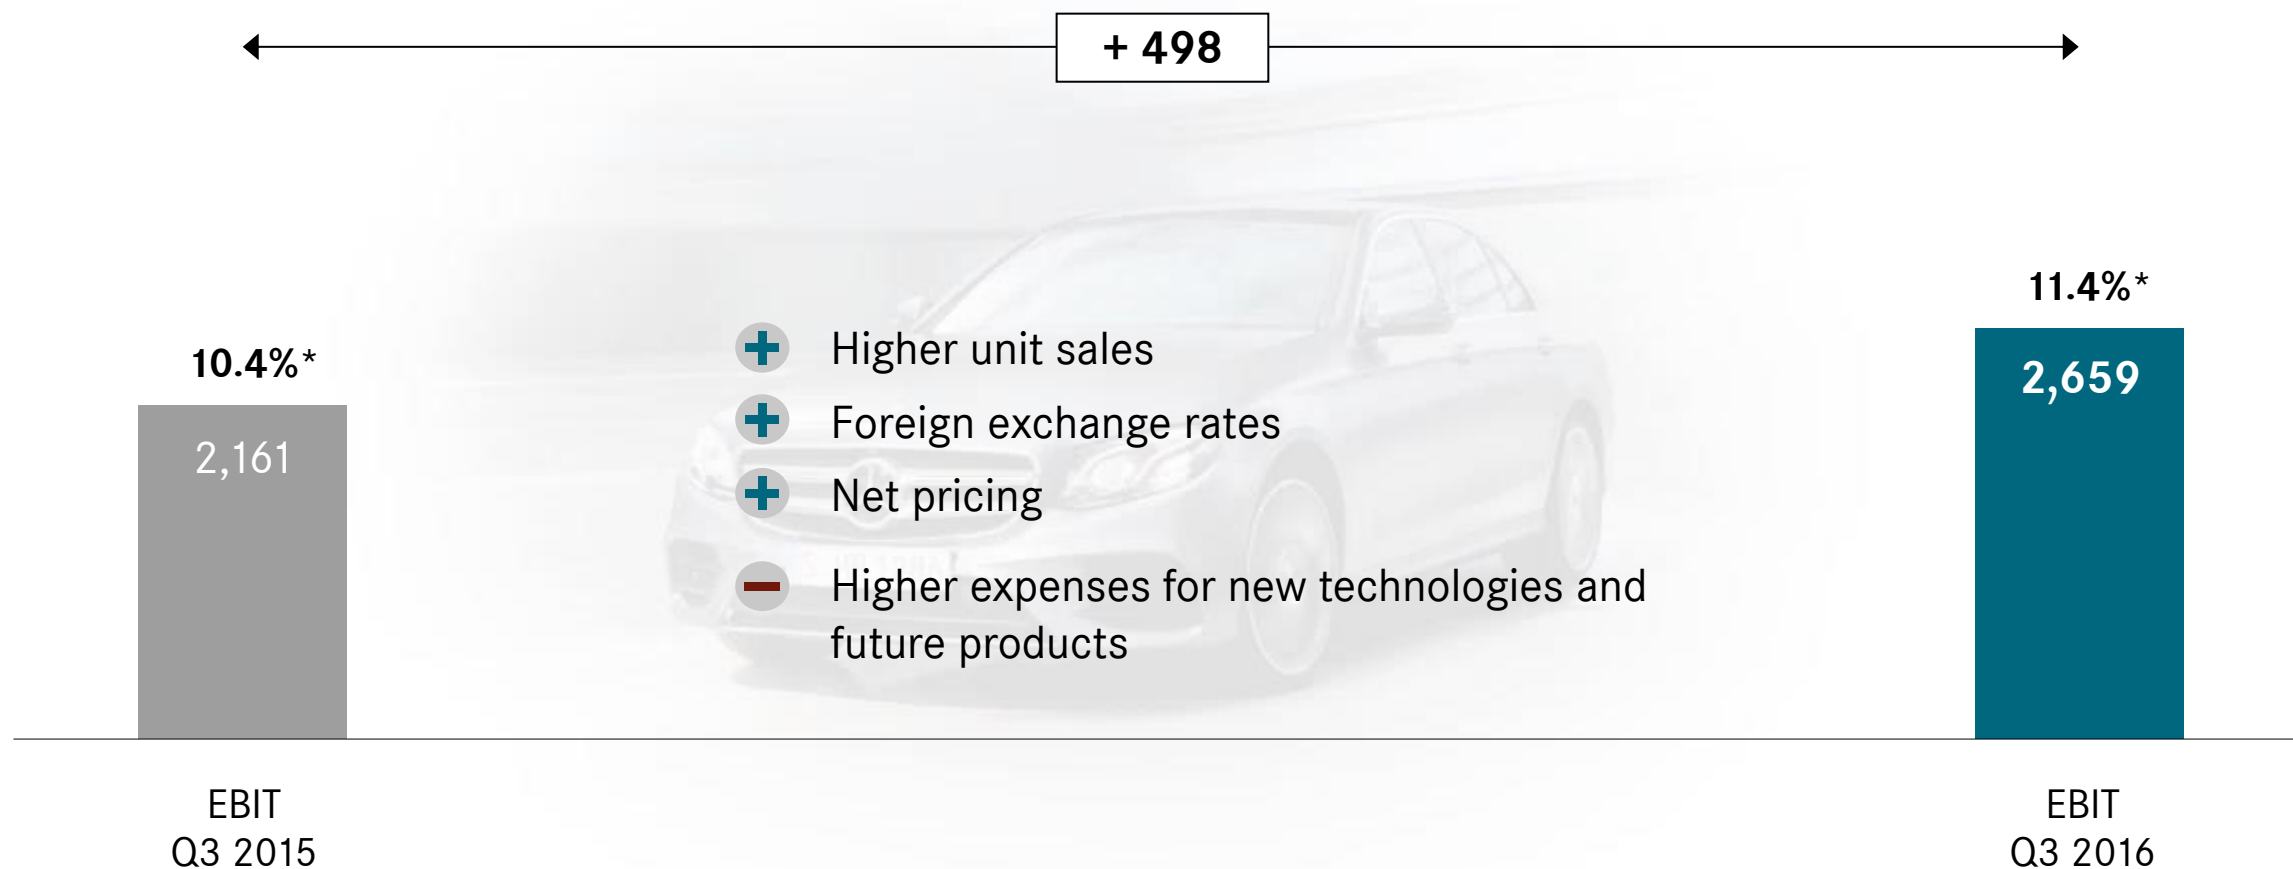 + 498
10.4%*
2,161
Higher unit sales
Foreign exchange rates
Net pricing
Higher expenses for new technologies and
future products
11.4%*
2,659
EBIT
Q3 2015
EBIT
Q3 2016